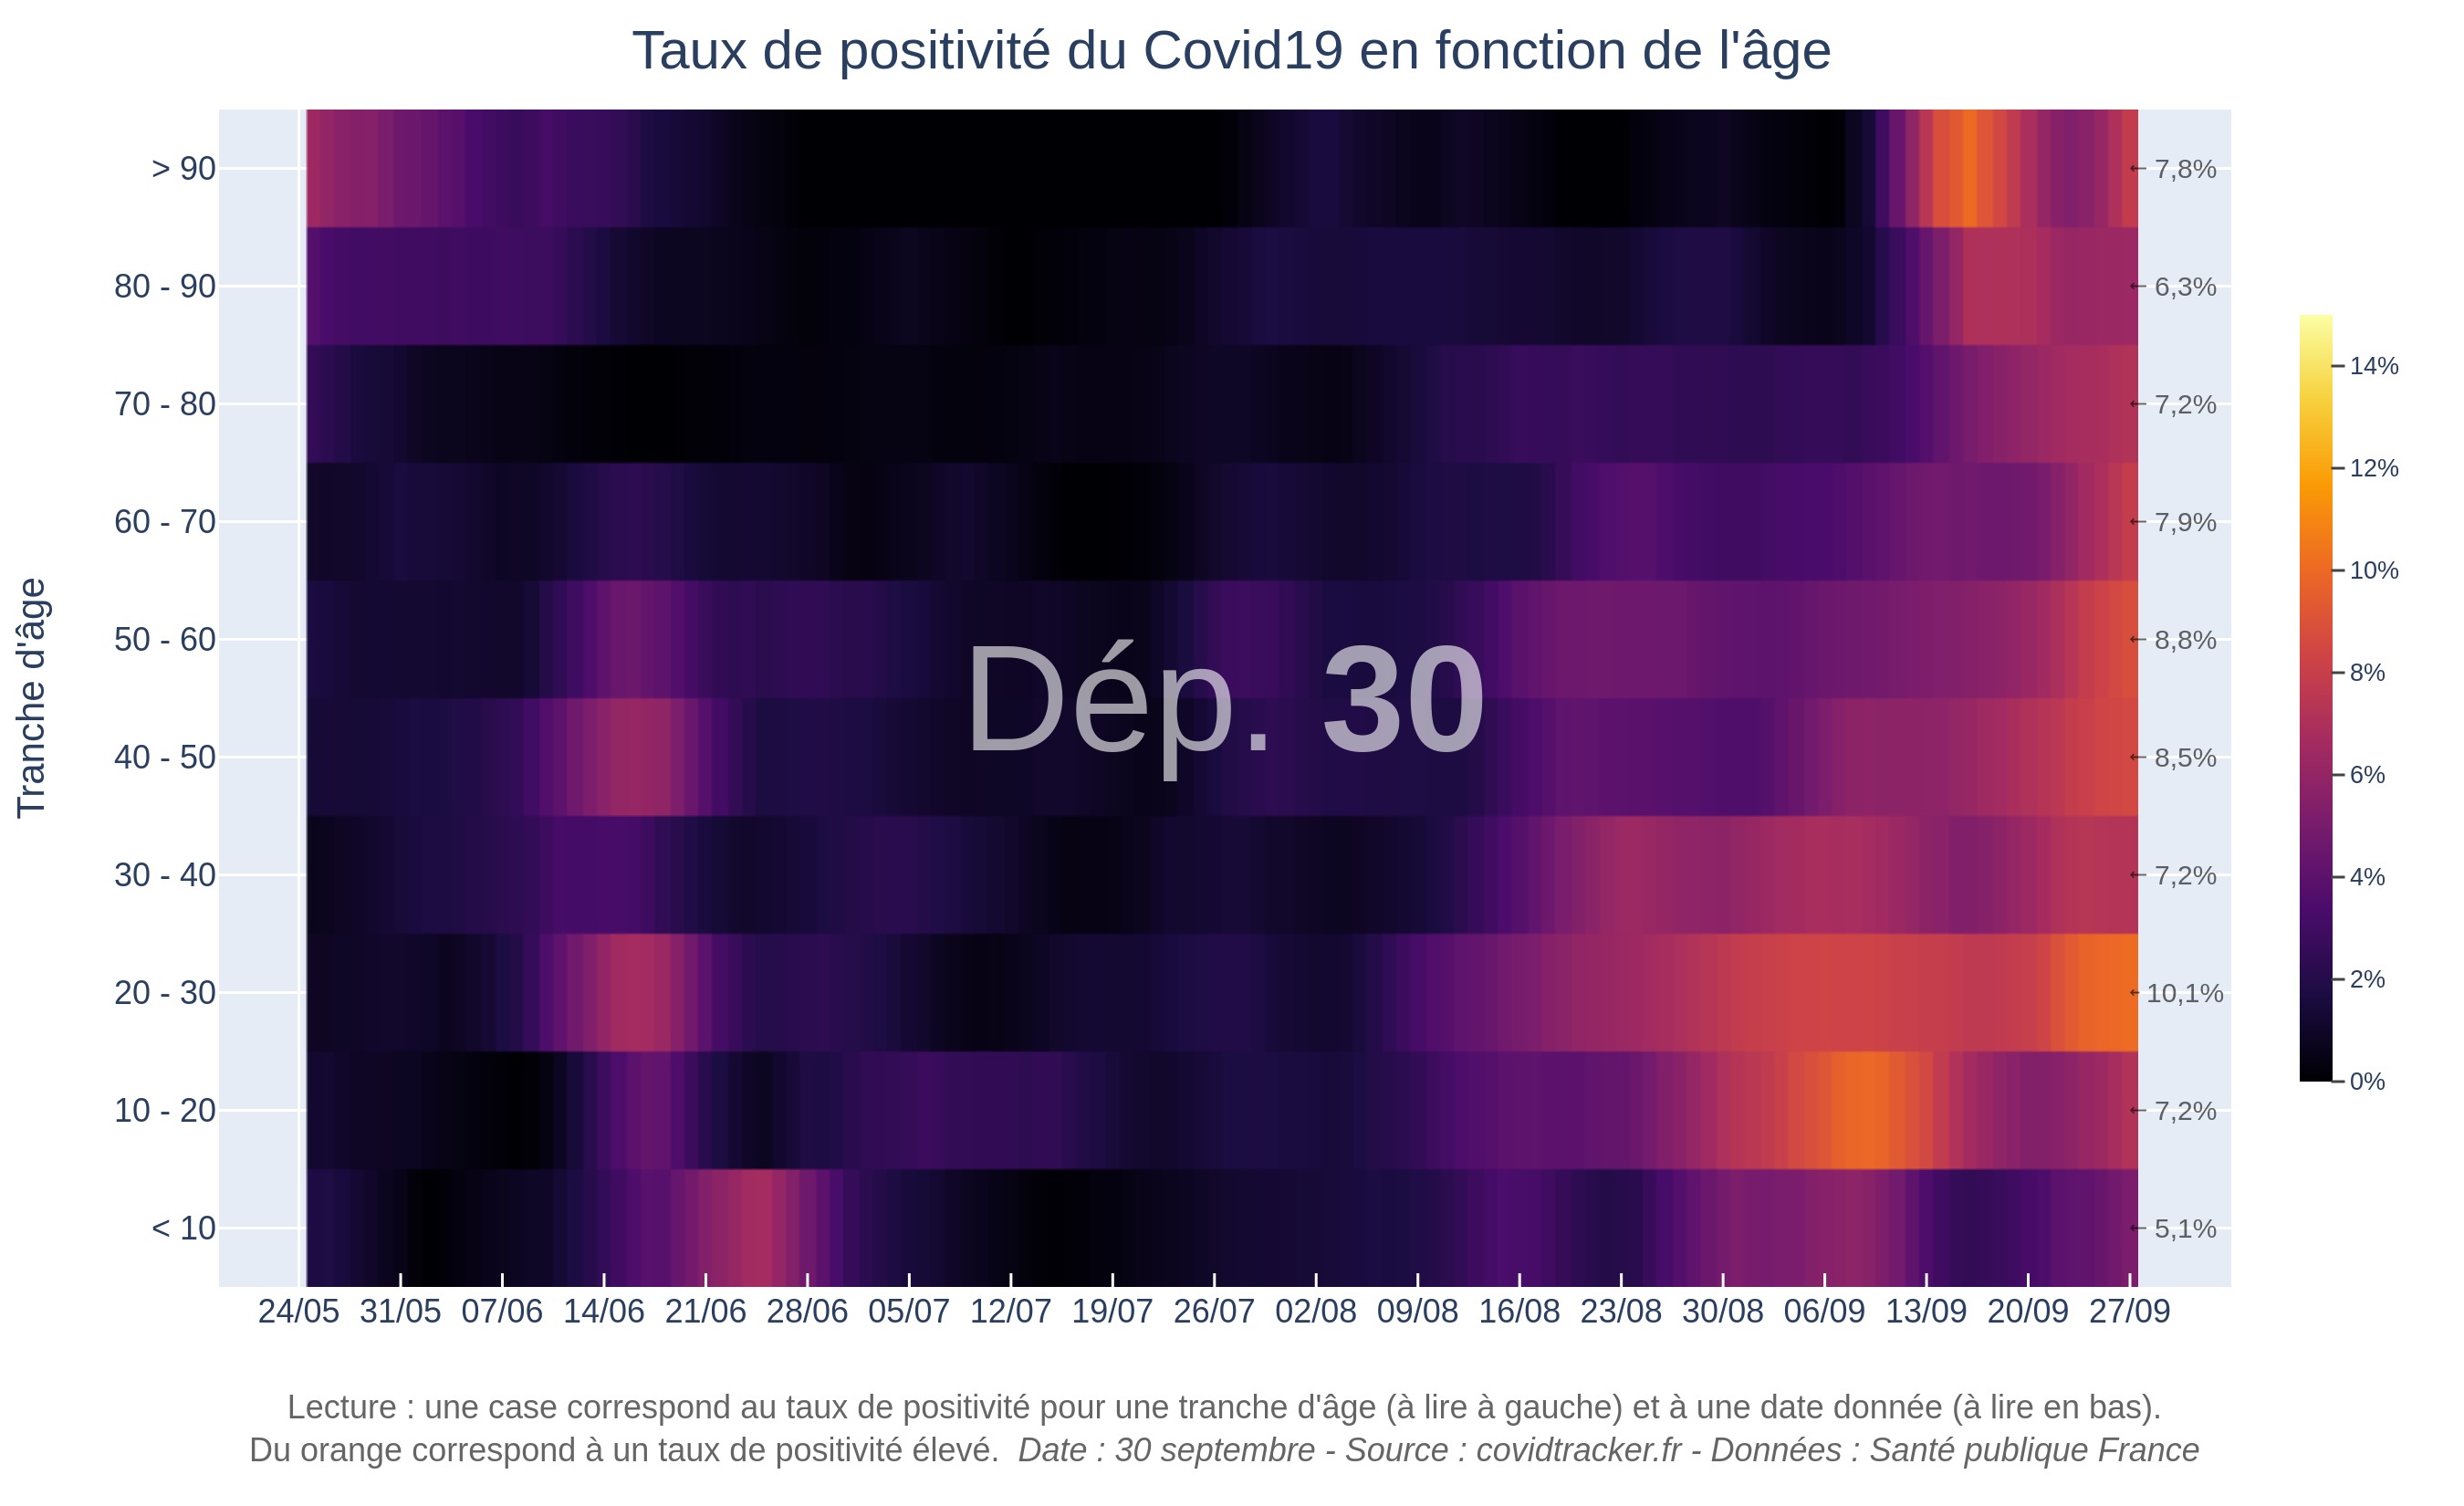 Taux de positivité du Covid19 en fonction de l'âge
Tranche d'âge
> 90
80 - 90
70 - 80
60 - 70
50 - 60
40 - 50
30 - 40
20 - 30
10 - 20
< 10
Dép. 30
← 7,8%
← 6,3%
← 7,2%
← 7,9%
← 8,8%
← 8,5%
← 7,2%
← 10,1%
← 7,2%
← 5,1%
14%
12%
10%
8%
6%
4%
2%
0%
24/05 31/05 07/06 14/06 21/06 28/06 05/07 12/07 19/07 26/07 02/08 09/08 16/08 23/08 30/08 06/09 13/09 20/09 27/09
Lecture : une case correspond au taux de positivité pour une tranche d'âge (à lire à gauche) et à une date donnée (à lire en bas).
Du orange correspond à un taux de positivité élevé. Date : 30 septembre - Source : covidtracker.fr - Données : Santé publique France